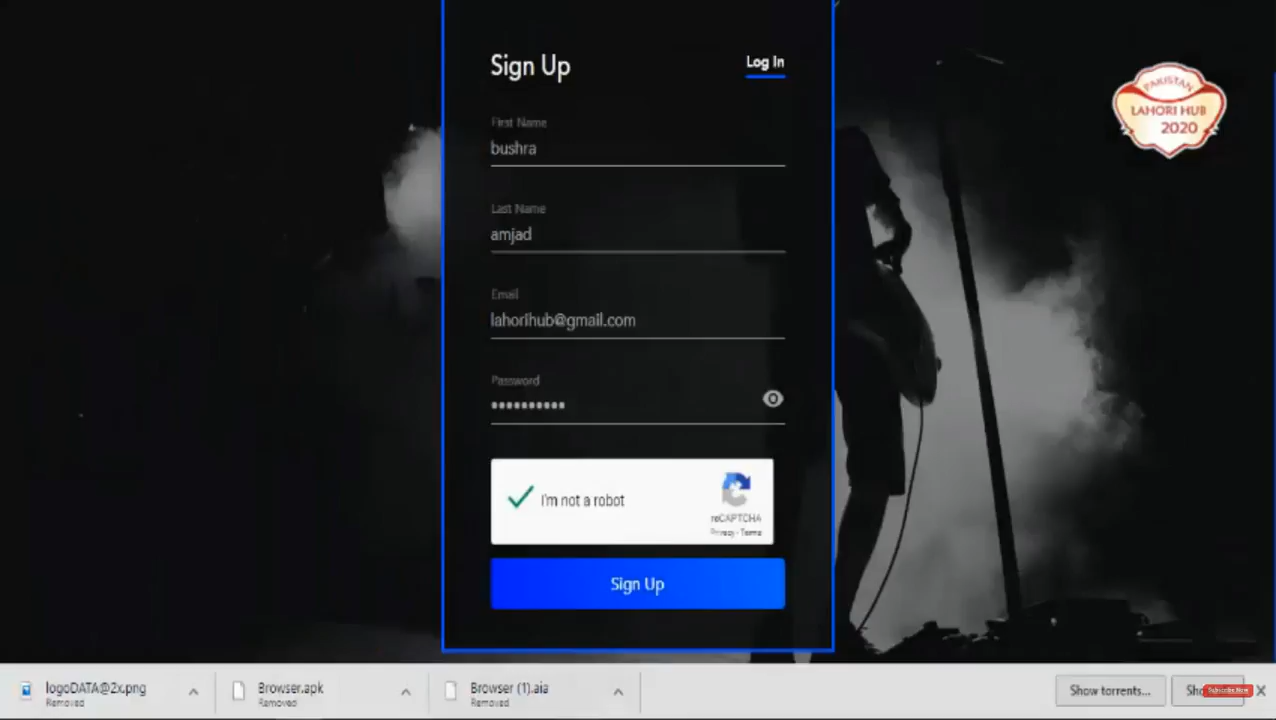 Sign Up
Log In
First Name
bushra
Last Name
amjad
Email
lahorihub@gmail.com
Password
I'm not a robot
reCAPTCHA
Privacy - Terms
Sign Up
PAKISTAN
LAHORI HUB
2020
logoDATA@2x.png
Removed
Browser.apk
Removed
Browser (1).aia
Removed
Show torrents...
Subscribe Now